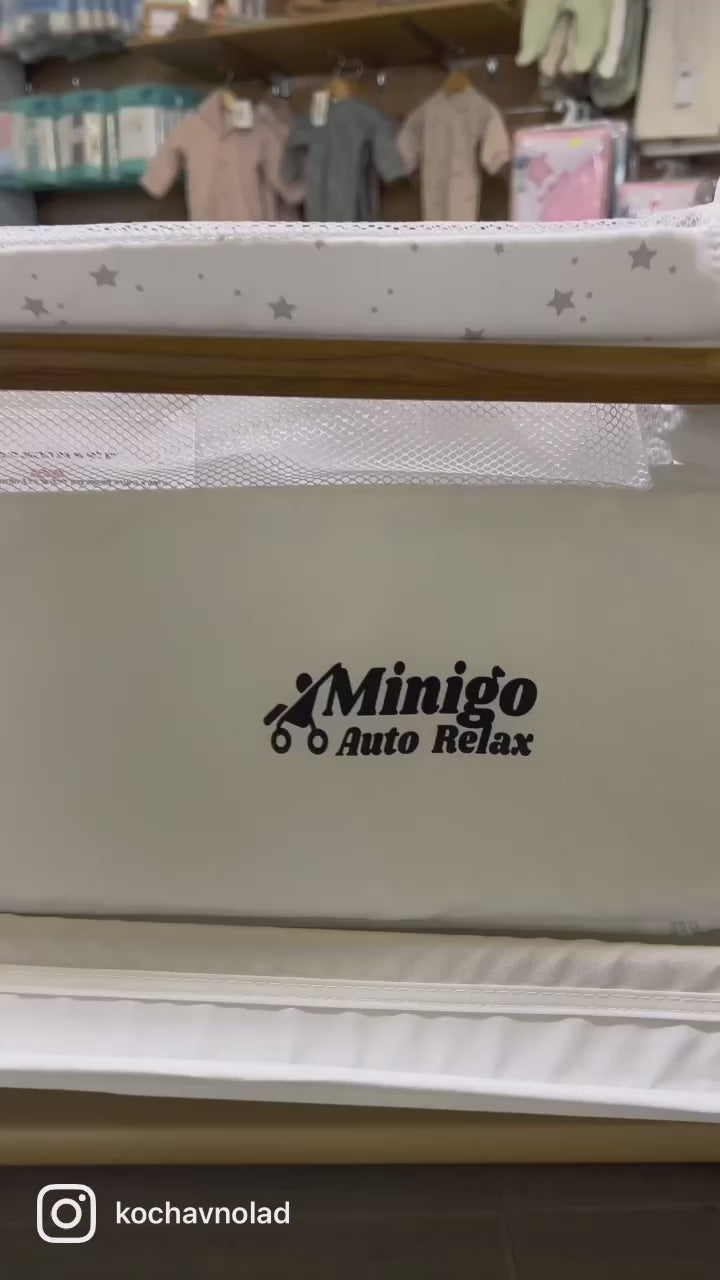 Minigo
Auto Relax
kochavnolad